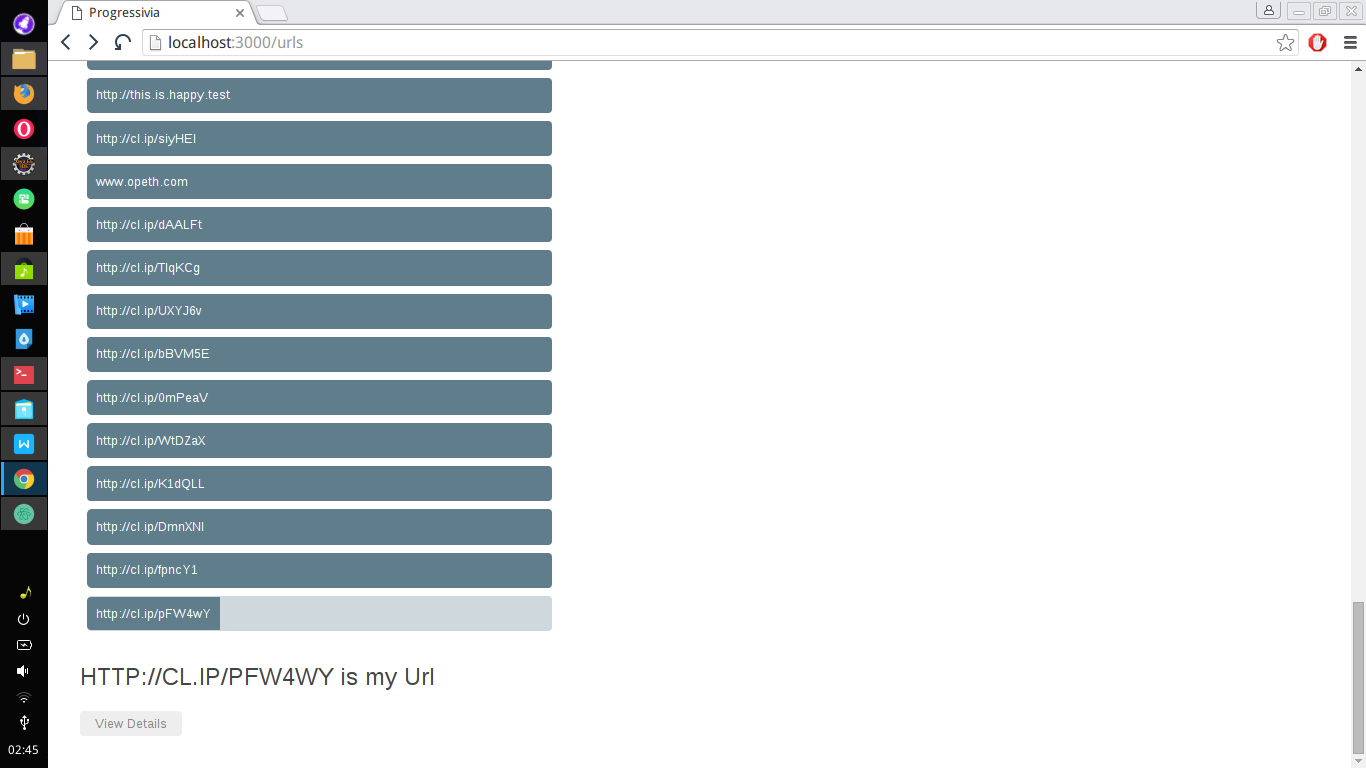 Progressivia
localhost:3000/urls
http://this.is.happy.test
http://cl.ip/siyHEI
www.opeth.com
http://cl.ip/dAALFt
http://cl.ip/TlqKCg
http://cl.ip/UXYJ6v
http://cl.ip/bBVM5E
http://cl.ip/0mPeaV
http://cl.ip/WtDZaX
http://cl.ip/K1dQLL
http://cl.ip/DmnXNI
http://cl.ip/fpncY1
http://cl.ip/pFW4wY
HTTP://CL.IP/PFW4WY is my Url
View Details
02:45